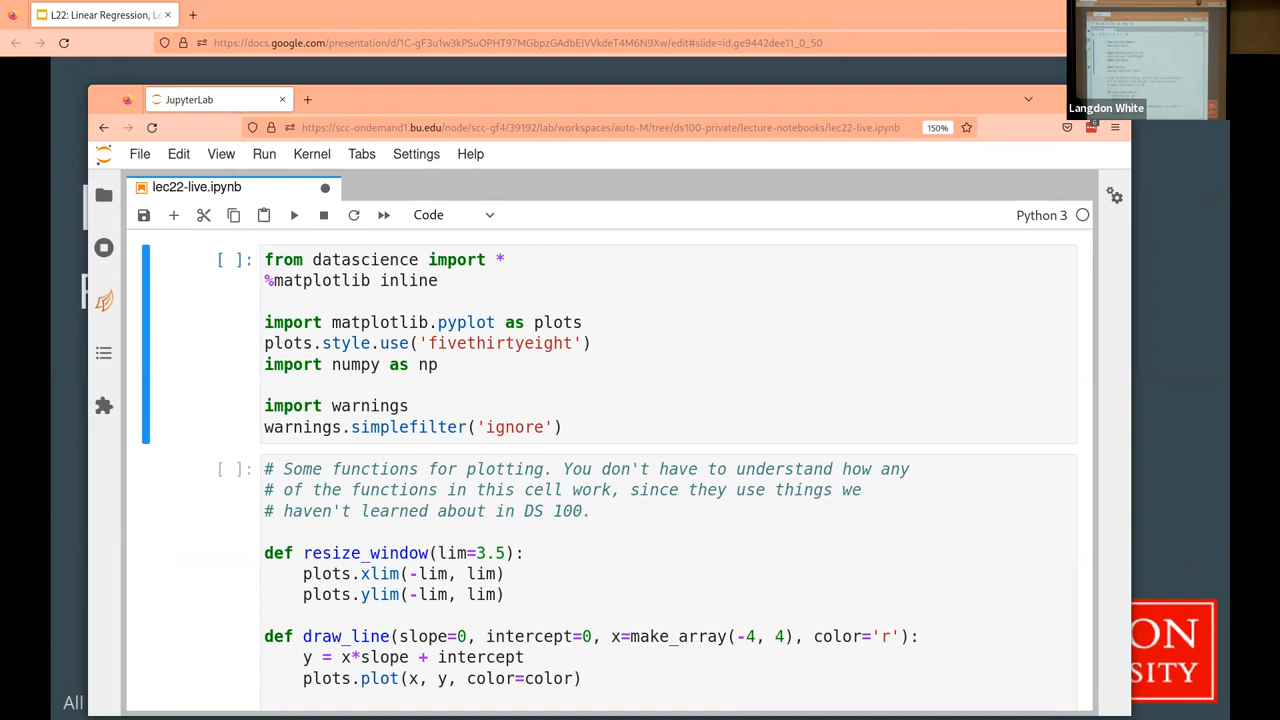 L22: Linear Regression, Le
https://docs.google.com/presentation/d/
C-gF3u1w3kPSuOPHT97MGbpzGAdbElVVkdeT4M6N9Xw/edit#slide=id.ge9442dee11_0_50
Langdon White
JupyterLab
https://scc-ondemand1.bu.edu/node/scc-gf4/39192/lab/workspaces/auto-M/tree/ds100-private/lecture-notebooks/lec22-live.ipynb
150%
6
File Edit View Run Kernel Tabs Settings Help
lec22-live.ipynb
Code
Python 3
[ ]: from datascience import *
%matplotlib inline
import matplotlib.pyplot as plots
plots.style.use('fivethirtyeight')
import numpy as np
import warnings
warnings.simplefilter('ignore')
[ ]: # Some functions for plotting. You don't have to understand how any
# of the functions in this cell work, since they use things we
# haven't learned about in DS 100.
def resize_window(lim=3.5):
plots.xlim(-lim, lim)
plots.ylim(-lim, lim)
def draw_line(slope=0, intercept=0, x=make_array(-4, 4), color='r'):
y = x*slope + intercept
plots.plot(x, y, color=color)
All
ON
SITY